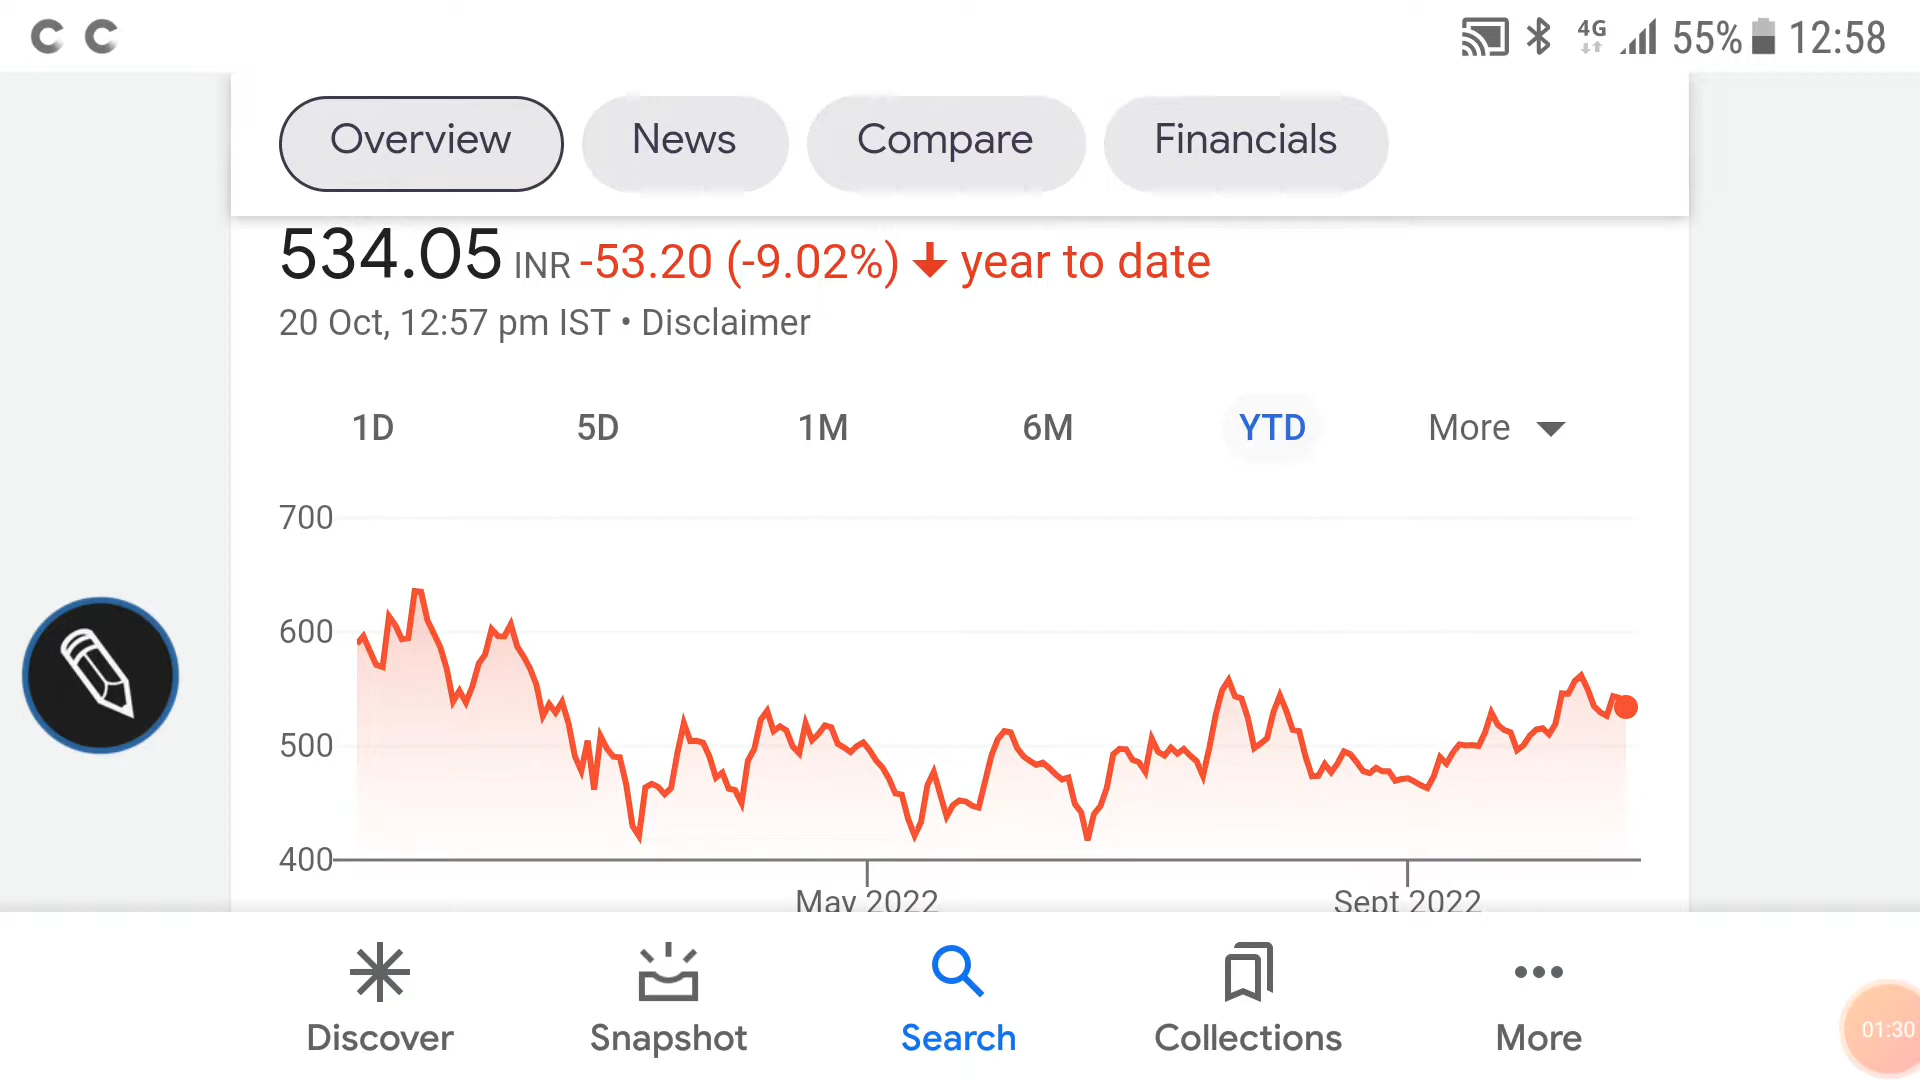 4G 55% 12:58
Overview News Compare Financials
534.05 INR -53.20 (-9.02%) year to date
20 Oct, 12:57 pm IST • Disclaimer
1D 5D 1M 6M YTD More
700
600
500
400
May 2022 Sept 2022
Discover Snapshot Search Collections More
01:30